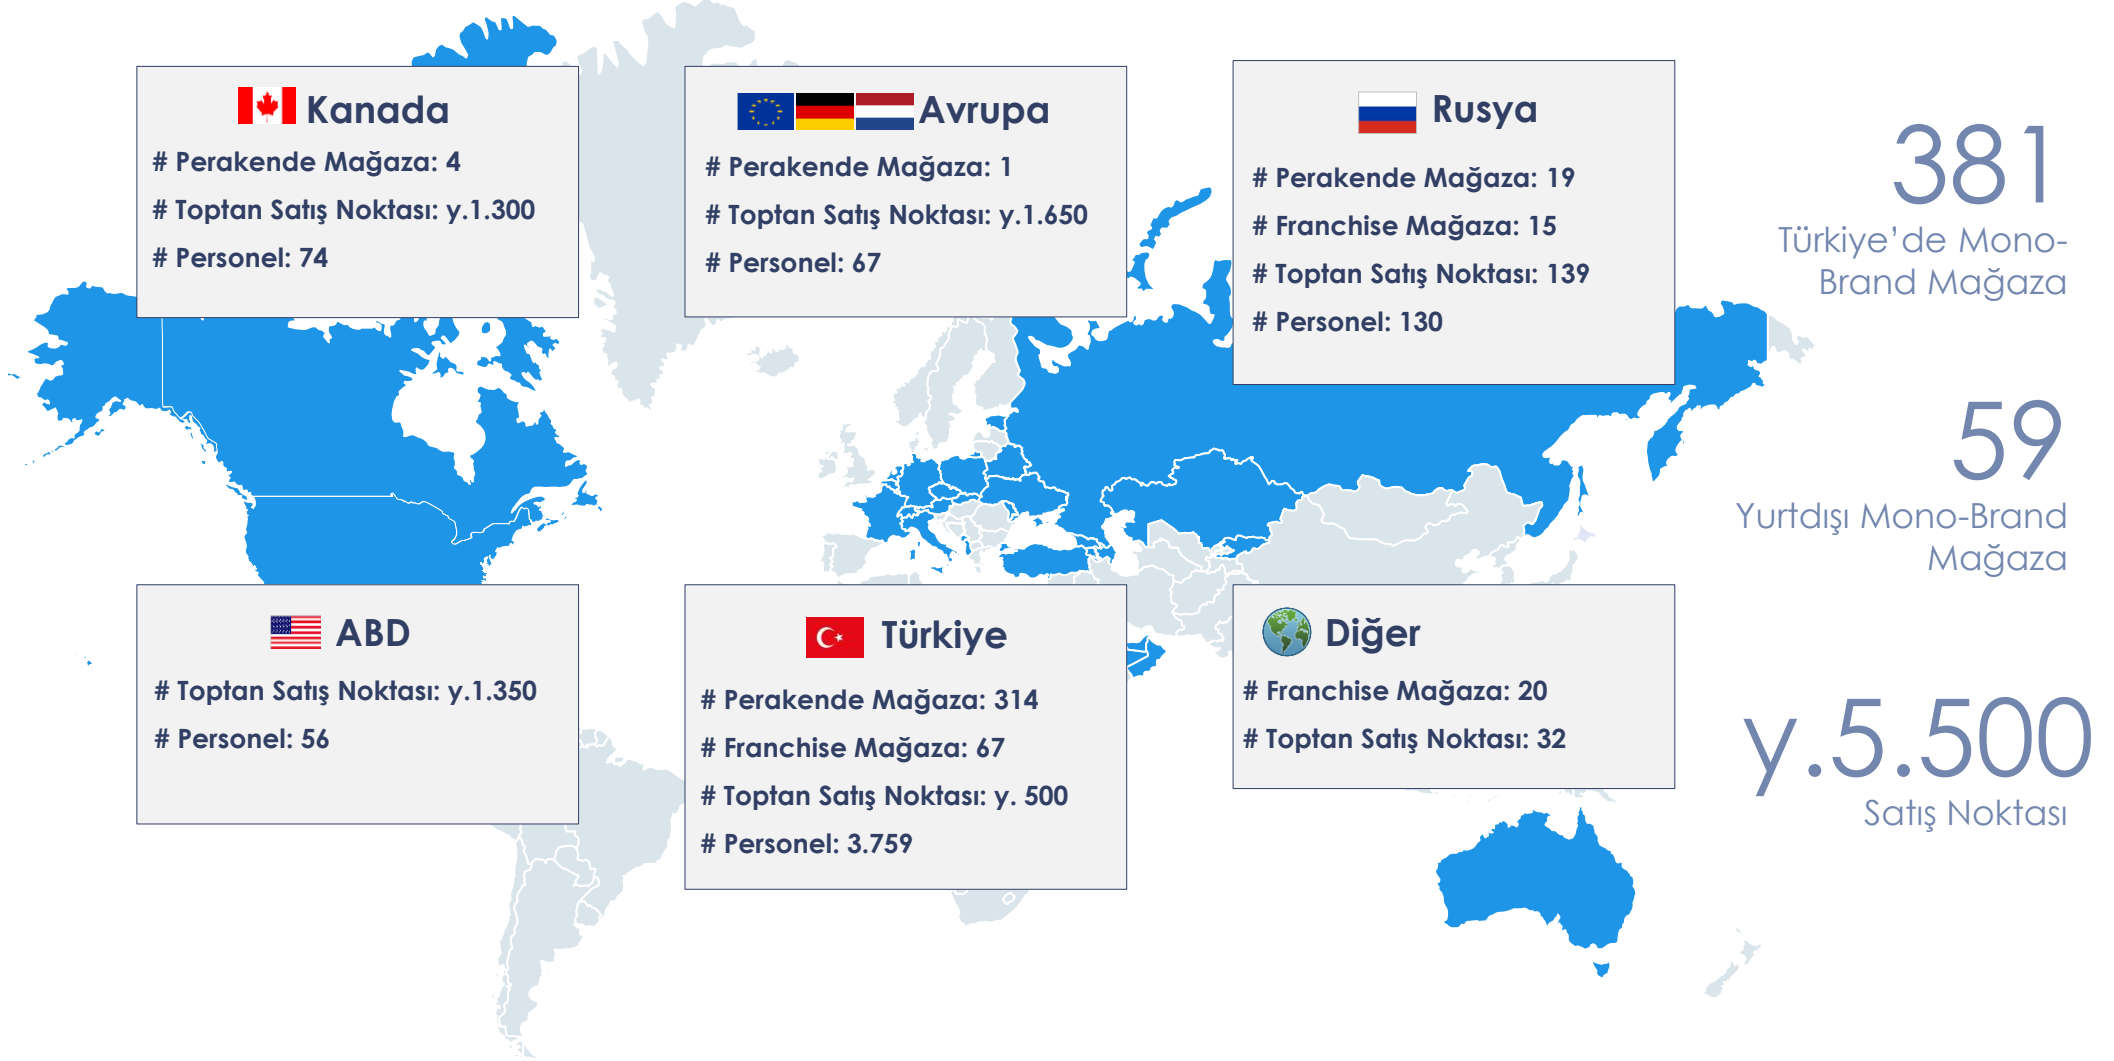 Kanada
# Perakende Mağaza: 4
# Toptan Satış Noktası: y.1.300
# Personel: 74
Avrupa
# Perakende Mağaza: 1
# Toptan Satış Noktası: y.1.650
# Personel: 67
Rusya
# Perakende Mağaza: 19
# Franchise Mağaza: 15
# Toptan Satış Noktası: 139
# Personel: 130
ABD
# Toptan Satış Noktası: y.1.350
# Personel: 56
Türkiye
# Perakende Mağaza: 314
# Franchise Mağaza: 67
# Toptan Satış Noktası: y. 500
# Personel: 3.759
Diğer
# Franchise Mağaza: 20
# Toptan Satış Noktası: 32
381
Türkiye’de Mono-
Brand Mağaza
59
Yurtdışı Mono-Brand
Mağaza
y.5.500
Satış Noktası